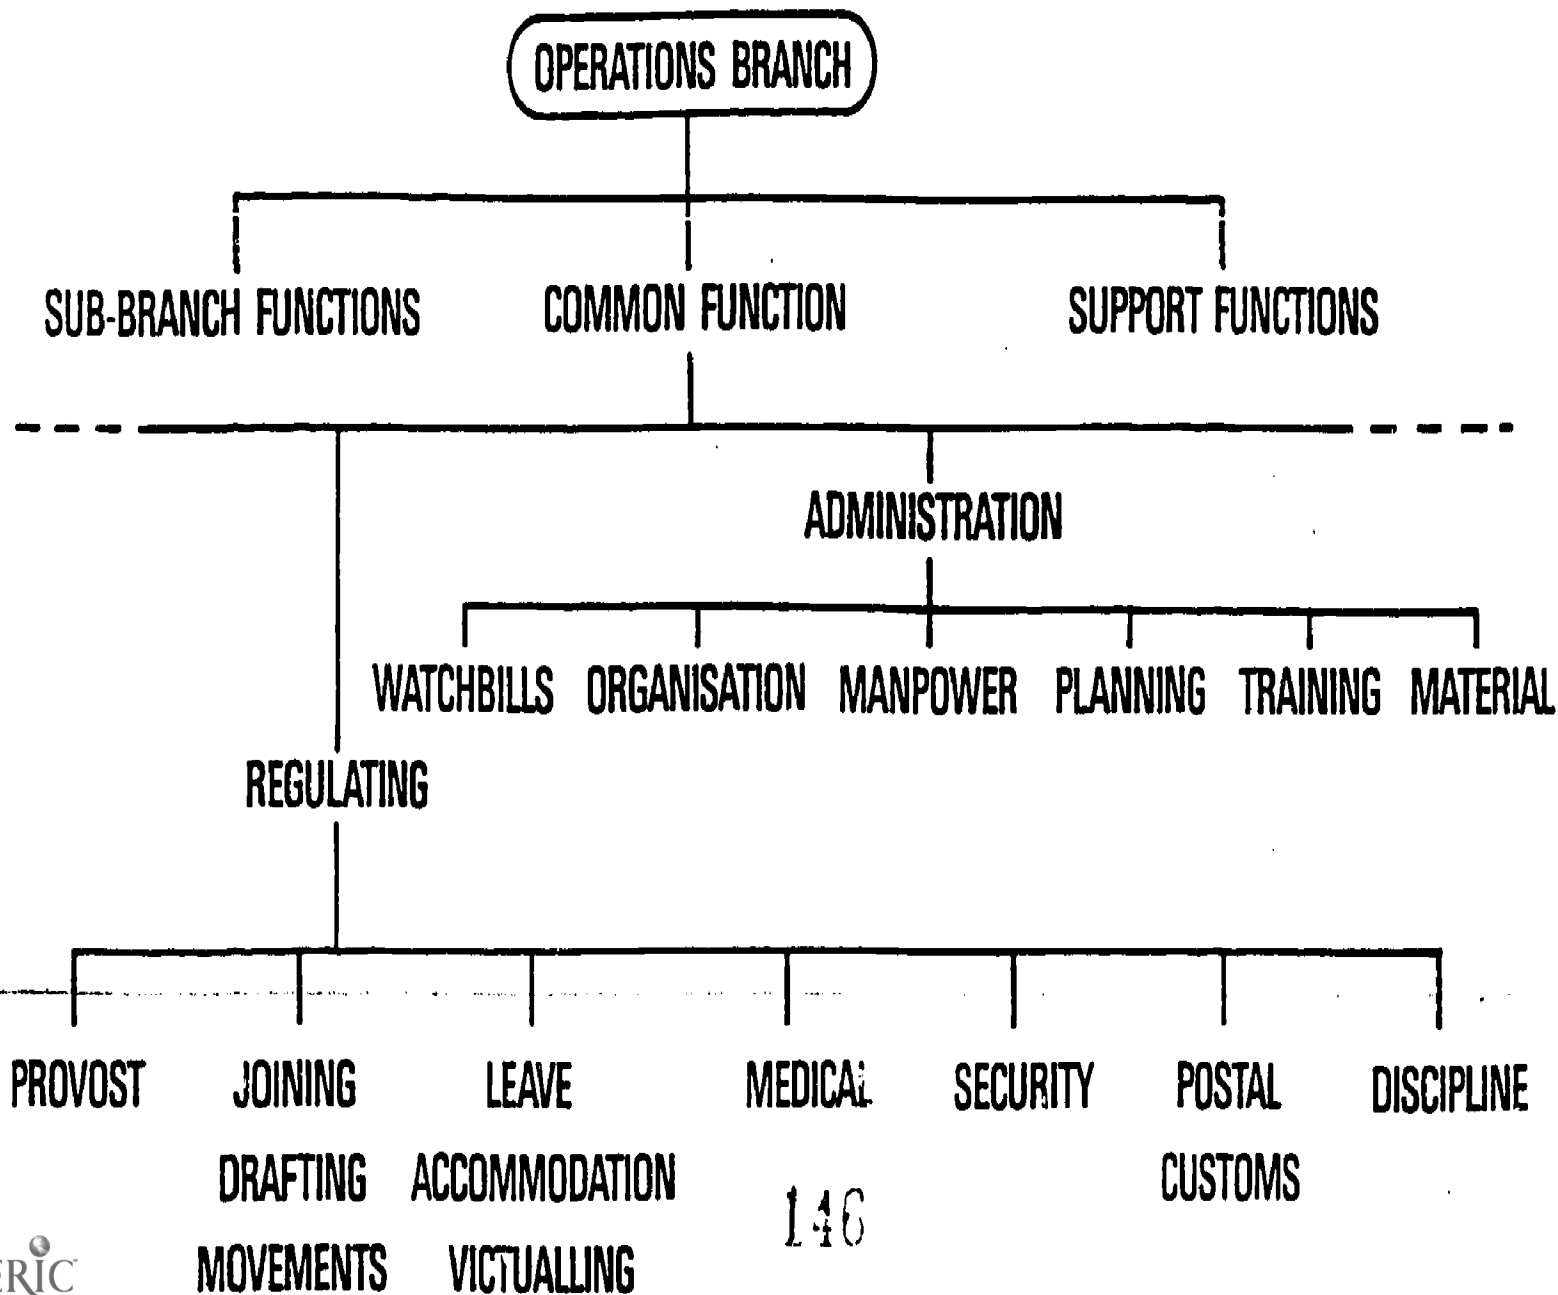 OPERATIONS BRANCH
SUB-BRANCH FUNCTIONS COMMON FUNCTION SUPPORT FUNCTIONS
ADMINISTRATION
WATCHBILLS ORGANISATION MANPOWER PLANNING TRAINING MATERIAL
REGULATING
PROVOST JOINING LEAVE MEDICAL SECURITY POSTAL DISCIPLINE
DRAFTING ACCOMMODATION CUSTOMS
146
MOVEMENTS VICTUALLING
ERIC